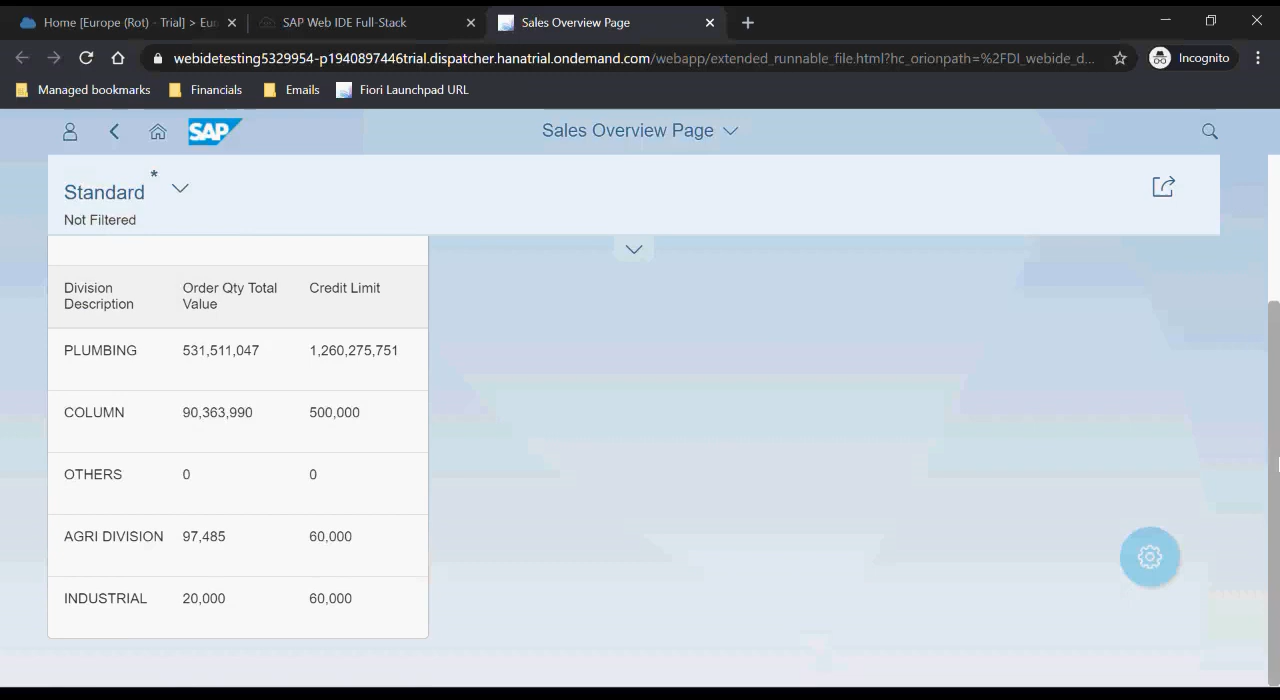 Home [Europe (Rot) - Trial] > Eu
SAP Web IDE Full-Stack
Sales Overview Page
webidetesting5329954-p1940897446trial.dispatcher.hanatrial.ondemand.com/webapp/extended_runnable_file.html?hc_orionpath=%2FDI_webide_d...
Incognito
Managed bookmarks
Financials
Emails
Fiori Launchpad URL
SAP
Sales Overview Page
Standard *
Not Filtered
Division Description
Order Qty Total Value
Credit Limit
PLUMBING 531,511,047 1,260,275,751
COLUMN 90,363,990 500,000
OTHERS 0 0
AGRI DIVISION 97,485 60,000
INDUSTRIAL 20,000 60,000